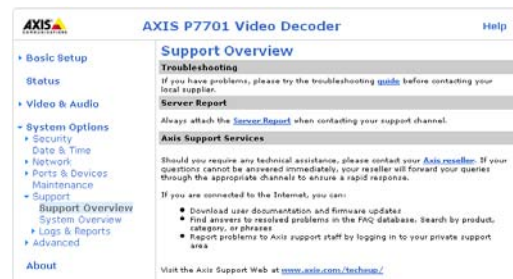 AXIS
COMMUNICATIONS
AXIS P7701 Video Decoder
Help
Basic Setup
Status
Video & Audio
System Options
Security
Date & Time
Network
Ports & Devices
Maintenance
Support
Support Overview
System Overview
Logs & Reports
Advanced
About
Support Overview
Troubleshooting
If you have problems, please try the troubleshooting guide before contacting your
local supplier.
Server Report
Always attach the Server Report when contacting your support channel.
Axis Support Services
Should you require any technical assistance, please contact your Axis reseller. If your
questions cannot be answered immediately, your reseller will forward your queries
through the appropriate channels to ensure a rapid response.
If you are connected to the Internet, you can:
Download user documentation and firmware updates
Find answers to resolved problems in the FAQ database. Search by product,
category, or phrases
Report problems to Axis support staff by logging in to your private support
area
Visit the Axis Support Web at www.axis.com/techsup/